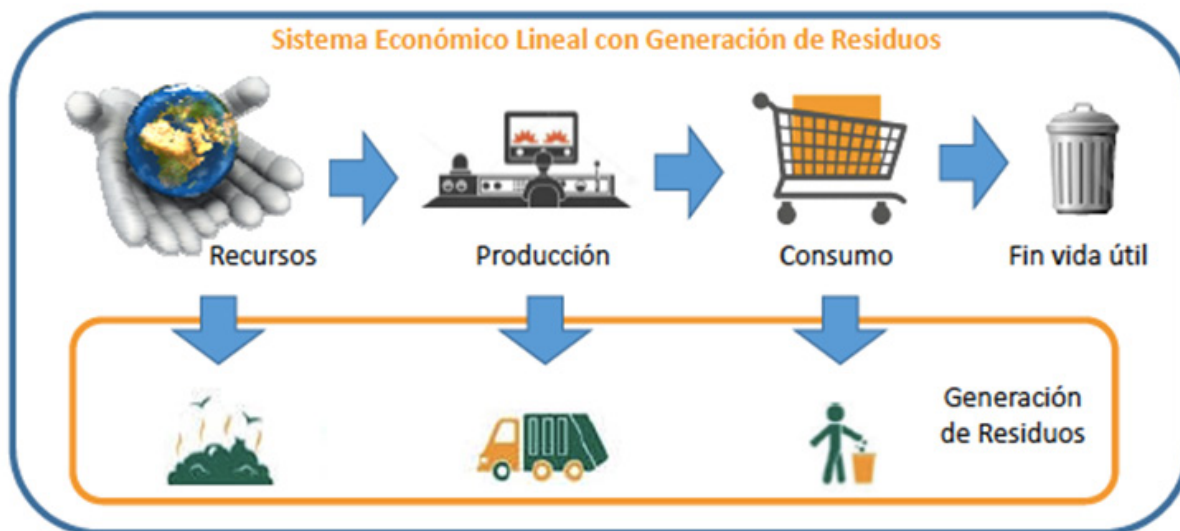 Sistema Económico Lineal con Generación de Residuos
Recursos
Producción
Consumo
Fin vida útil
Generación
de Residuos